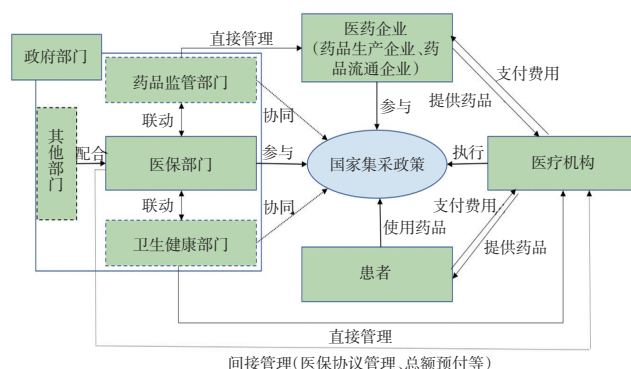 政府部门
直接管理
医药企业
（药品生产企业、药
品流通企业）
药品监管部门
支付费用
提供药品
其
他
部
门
联动
协同
参与
配合
医保部门
参与
国家集采政策
执行
医疗机构
联动
协同
支付费用
卫生健康部门
使用药品
提供药品
患者
直接管理
间接管理(医保协议管理、总额预付等)